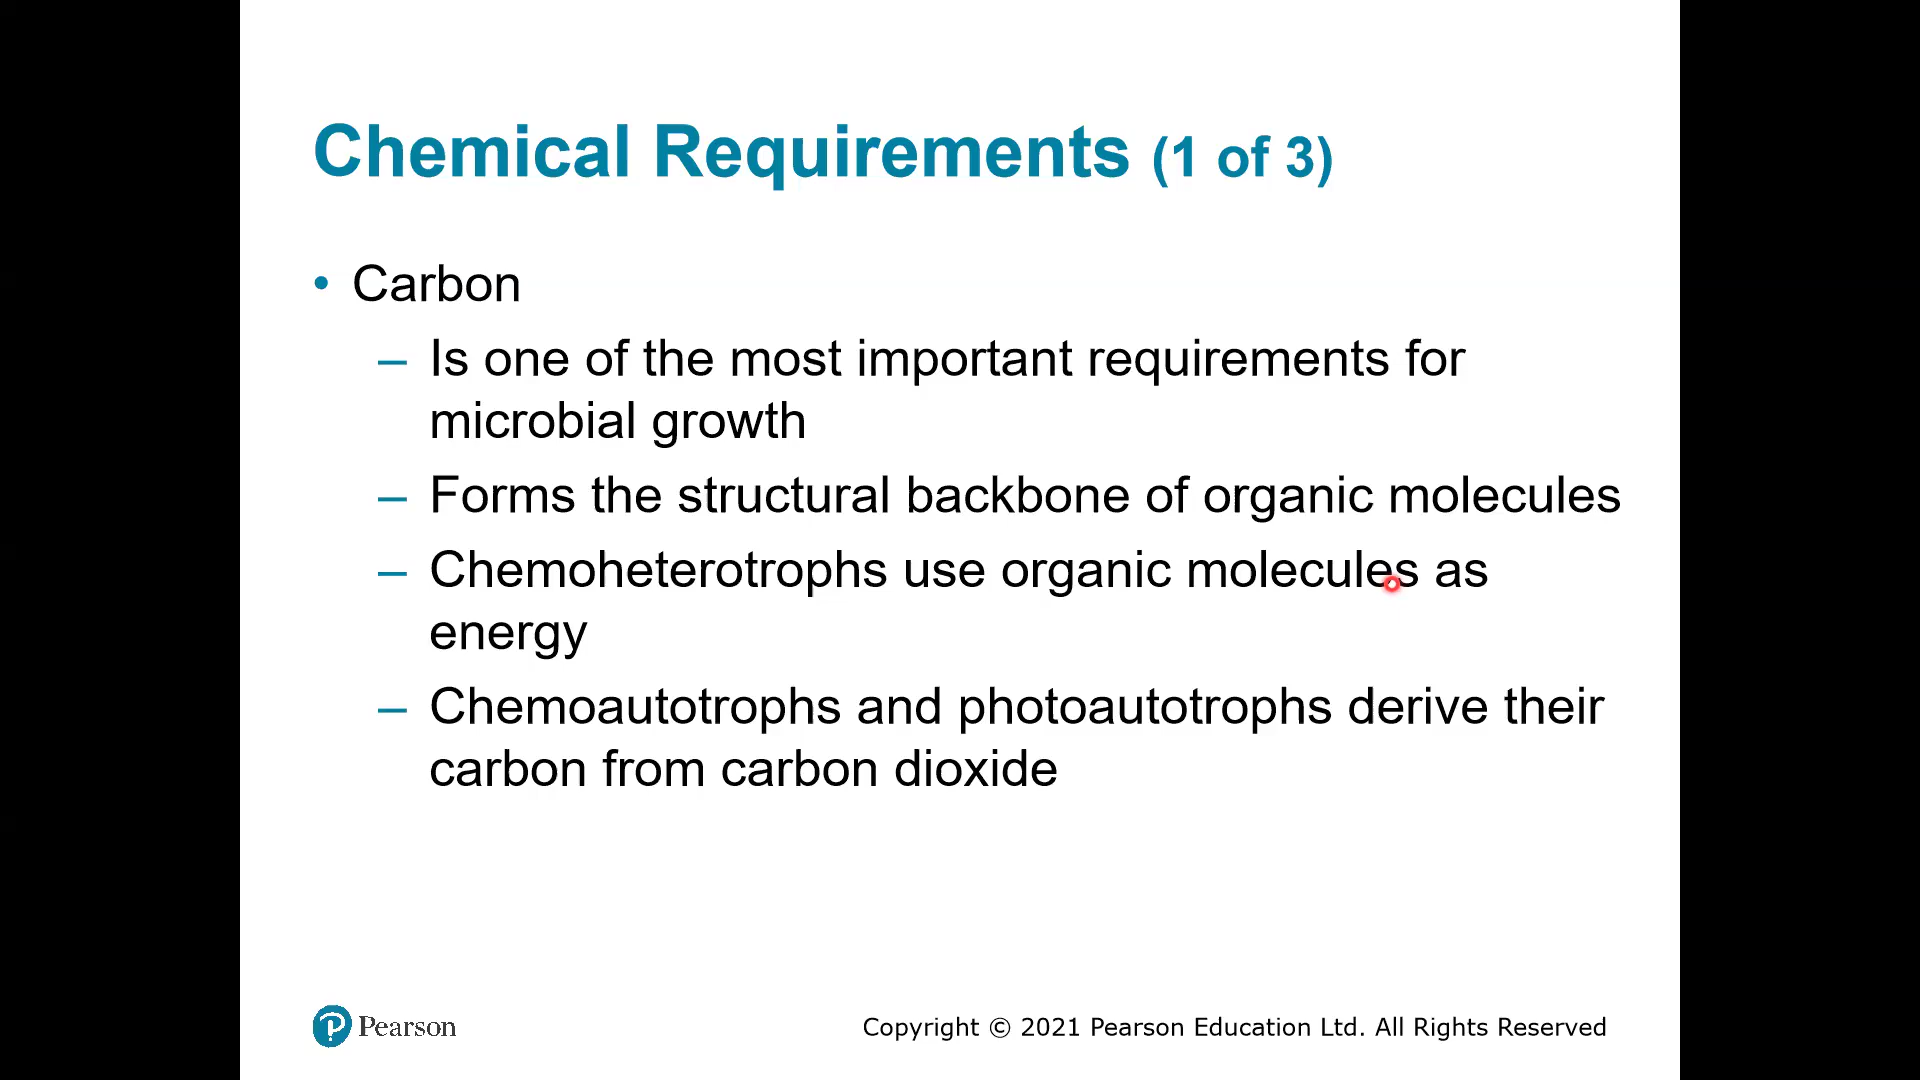 Chemical Requirements (1 of 3)
• Carbon
– Is one of the most important requirements for
microbial growth
– Forms the structural backbone of organic molecules
– Chemoheterotrophs use organic molecules as
energy
– Chemoautotrophs and photoautotrophs derive their
carbon from carbon dioxide
P Pearson
Copyright © 2021 Pearson Education Ltd. All Rights Reserved